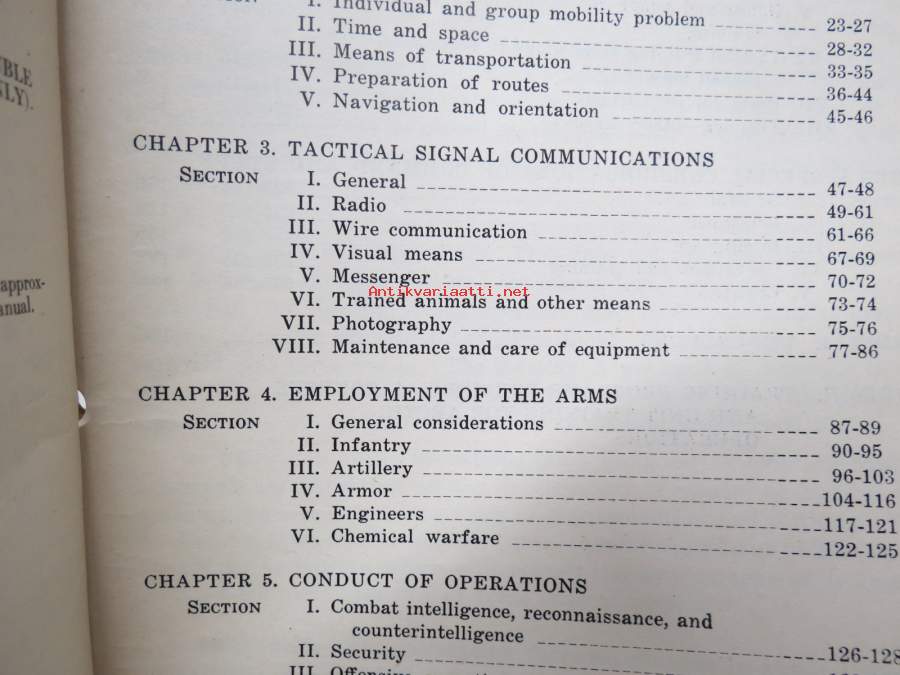 I. Individual and group mobility problem 23-27
II. Time and space 28-32
III. Means of transportation 33-35
IV. Preparation of routes 36-44
V. Navigation and orientation 45-46
CHAPTER 3. TACTICAL SIGNAL COMMUNICATIONS
SECTION I. General 47-48
II. Radio 49-61
III. Wire communication 61-66
IV. Visual means 67-69
V. Messenger 70-72
Antikvariaatti.net
VI. Trained animals and other means 73-74
VII. Photography 75-76
VIII. Maintenance and care of equipment 77-86
CHAPTER 4. EMPLOYMENT OF THE ARMS
SECTION I. General considerations 87-89
II. Infantry 90-95
III. Artillery 96-103
IV. Armor 104-116
V. Engineers 117-121
VI. Chemical warfare 122-125
CHAPTER 5. CONDUCT OF OPERATIONS
SECTION I. Combat intelligence, reconnaissance, and
counterintelligence
II. Security 126-128
III. Offensive